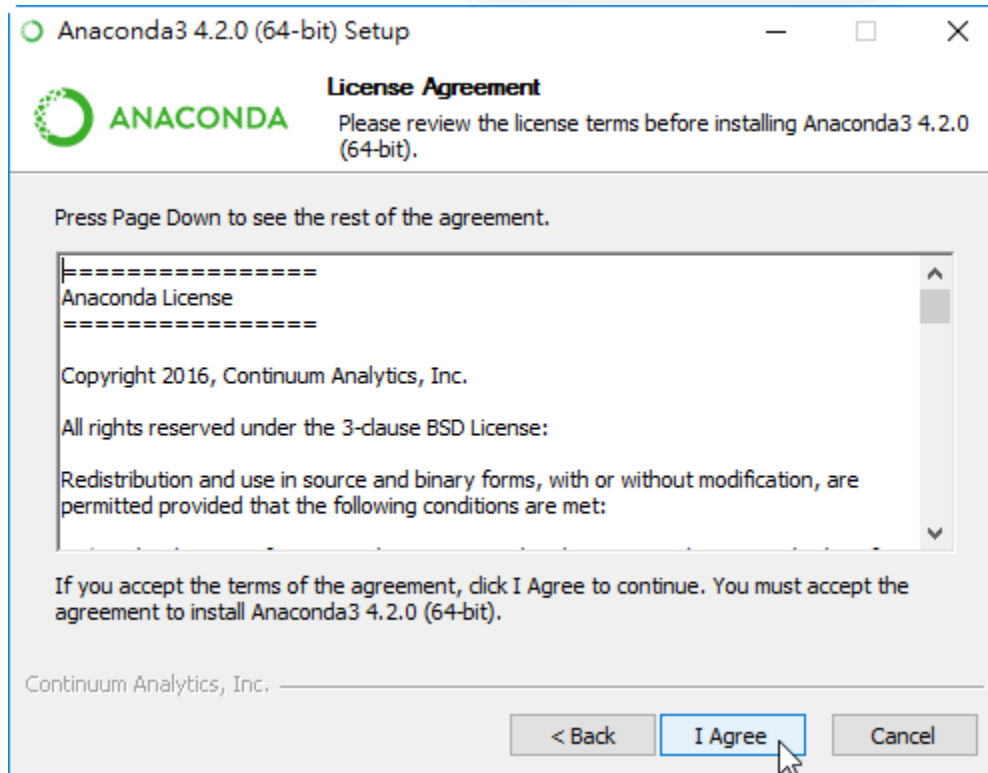 Anaconda3 4.2.0 (64-bit) Setup
ANACONDA
License Agreement
Please review the license terms before installing Anaconda3 4.2.0
(64-bit).
Press Page Down to see the rest of the agreement.
================
Anaconda License
================
Copyright 2016, Continuum Analytics, Inc.
All rights reserved under the 3-clause BSD License:
Redistribution and use in source and binary forms, with or without modification, are
permitted provided that the following conditions are met:
If you accept the terms of the agreement, click I Agree to continue. You must accept the
agreement to install Anaconda3 4.2.0 (64-bit).
Continuum Analytics, Inc.
< Back
I Agree
Cancel